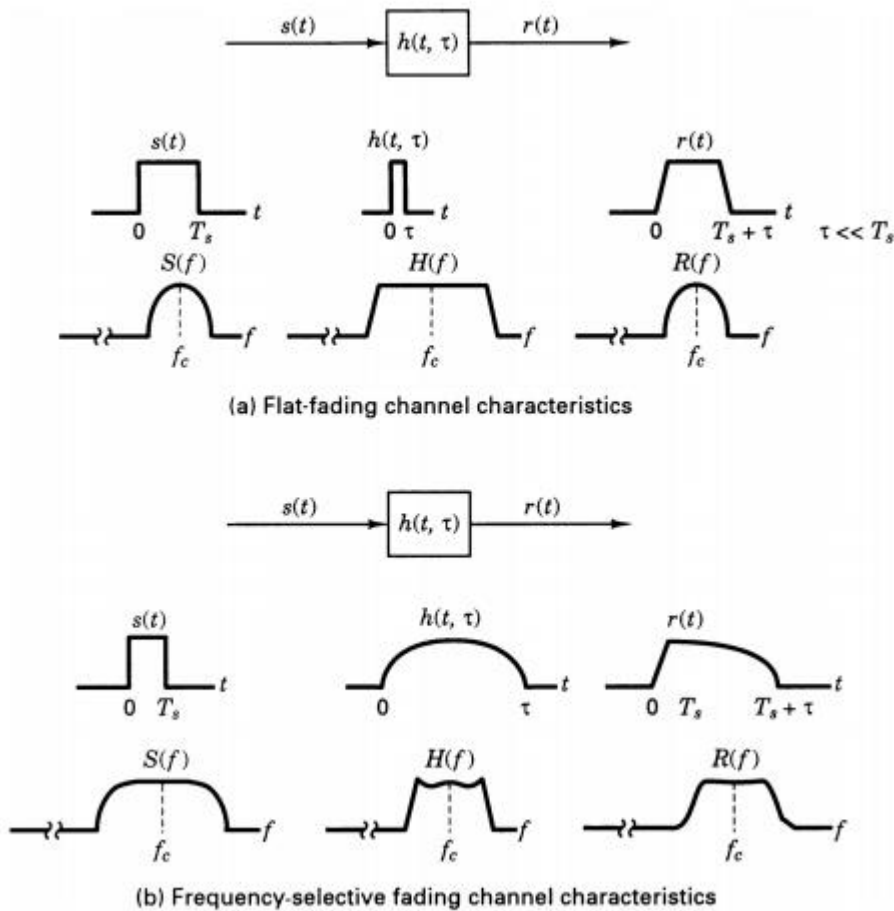 s(t) h(t, τ) r(t)
s(t) h(t, τ) r(t)
t t t
0 T_s 0 τ 0 T_s + τ τ << T_s
S(f) H(f) R(f)
f f f
f_c f_c f_c
(a) Flat-fading channel characteristics
s(t) h(t, τ) r(t)
s(t) h(t, τ) r(t)
t t t
0 T_s 0 τ 0 T_s T_s + τ
S(f) H(f) R(f)
f f f
f_c f_c f_c
(b) Frequency-selective fading channel characteristics